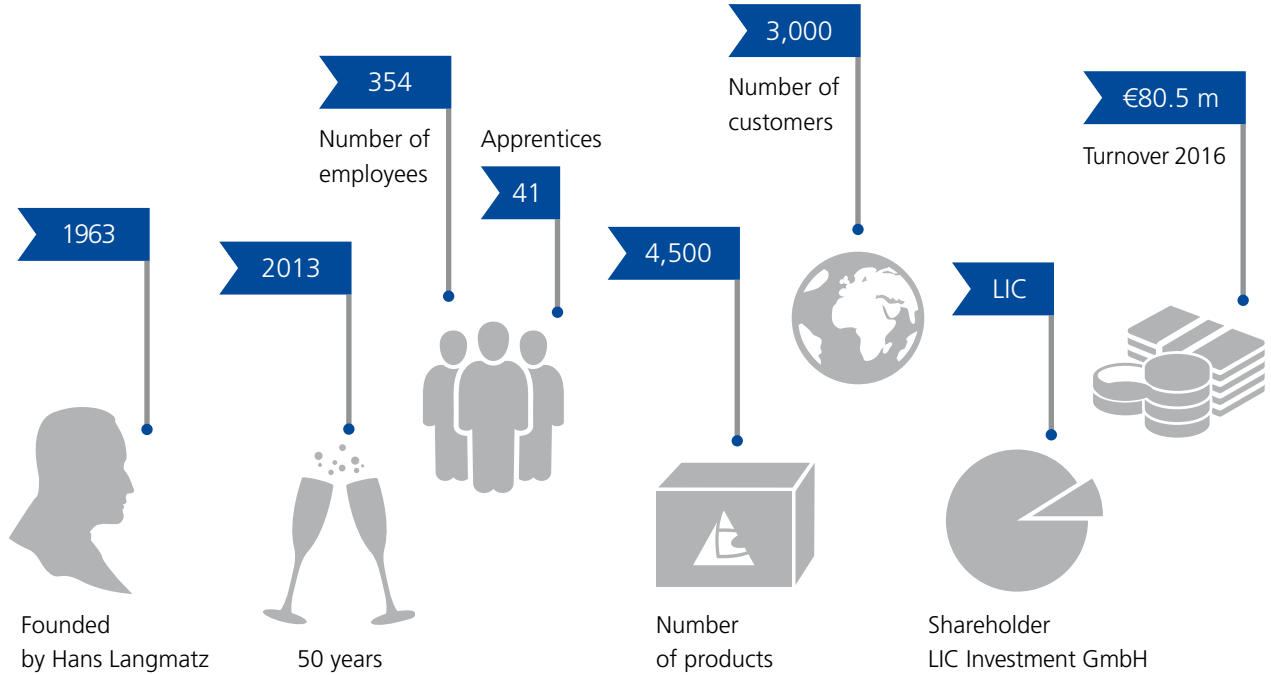 1963
Founded
by Hans Langmatz
2013
50 years
354
Number of
employees
Apprentices
41
4,500
Number
of products
3,000
Number of
customers
LIC
Shareholder
LIC Investment GmbH
€80.5 m
Turnover 2016